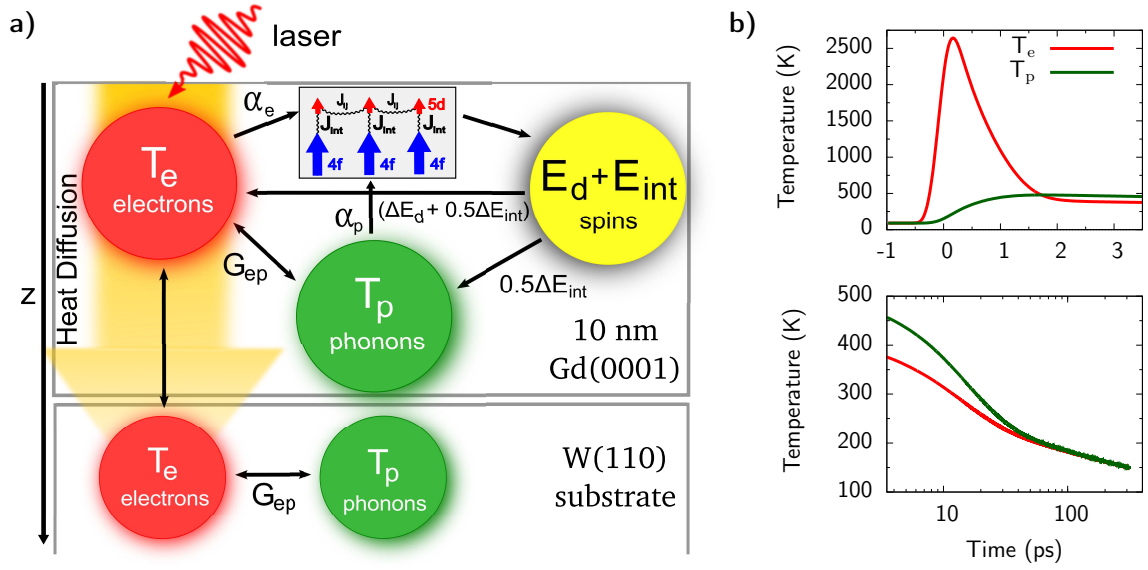 a)
laser
αe
Jij
Jij
5d
Jint
Jint
Jint
4f
4f
4f
Te
electrons
Ed+Eint
spins
(ΔEd + 0.5ΔEint)
αp
Gep
0.5ΔEint
Tp
phonons
Heat Diffusion
z
10 nm
Gd(0001)
Te
electrons
Gep
Tp
phonons
W(110)
substrate
b)
Temperature (K)
2500
2000
1500
1000
500
0
Te
Tp
-1
0
1
2
3
Temperature (K)
500
400
300
200
100
10
100
Time (ps)